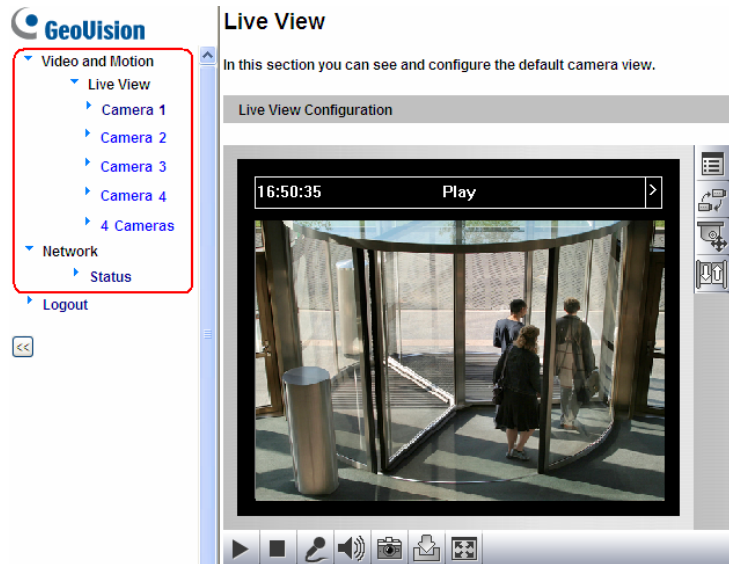 GeoVision
Video and Motion
Live View
Camera 1
Camera 2
Camera 3
Camera 4
4 Cameras
Network
Status
Logout
<<
Live View
In this section you can see and configure the default camera view.
Live View Configuration
16:50:35 Play >